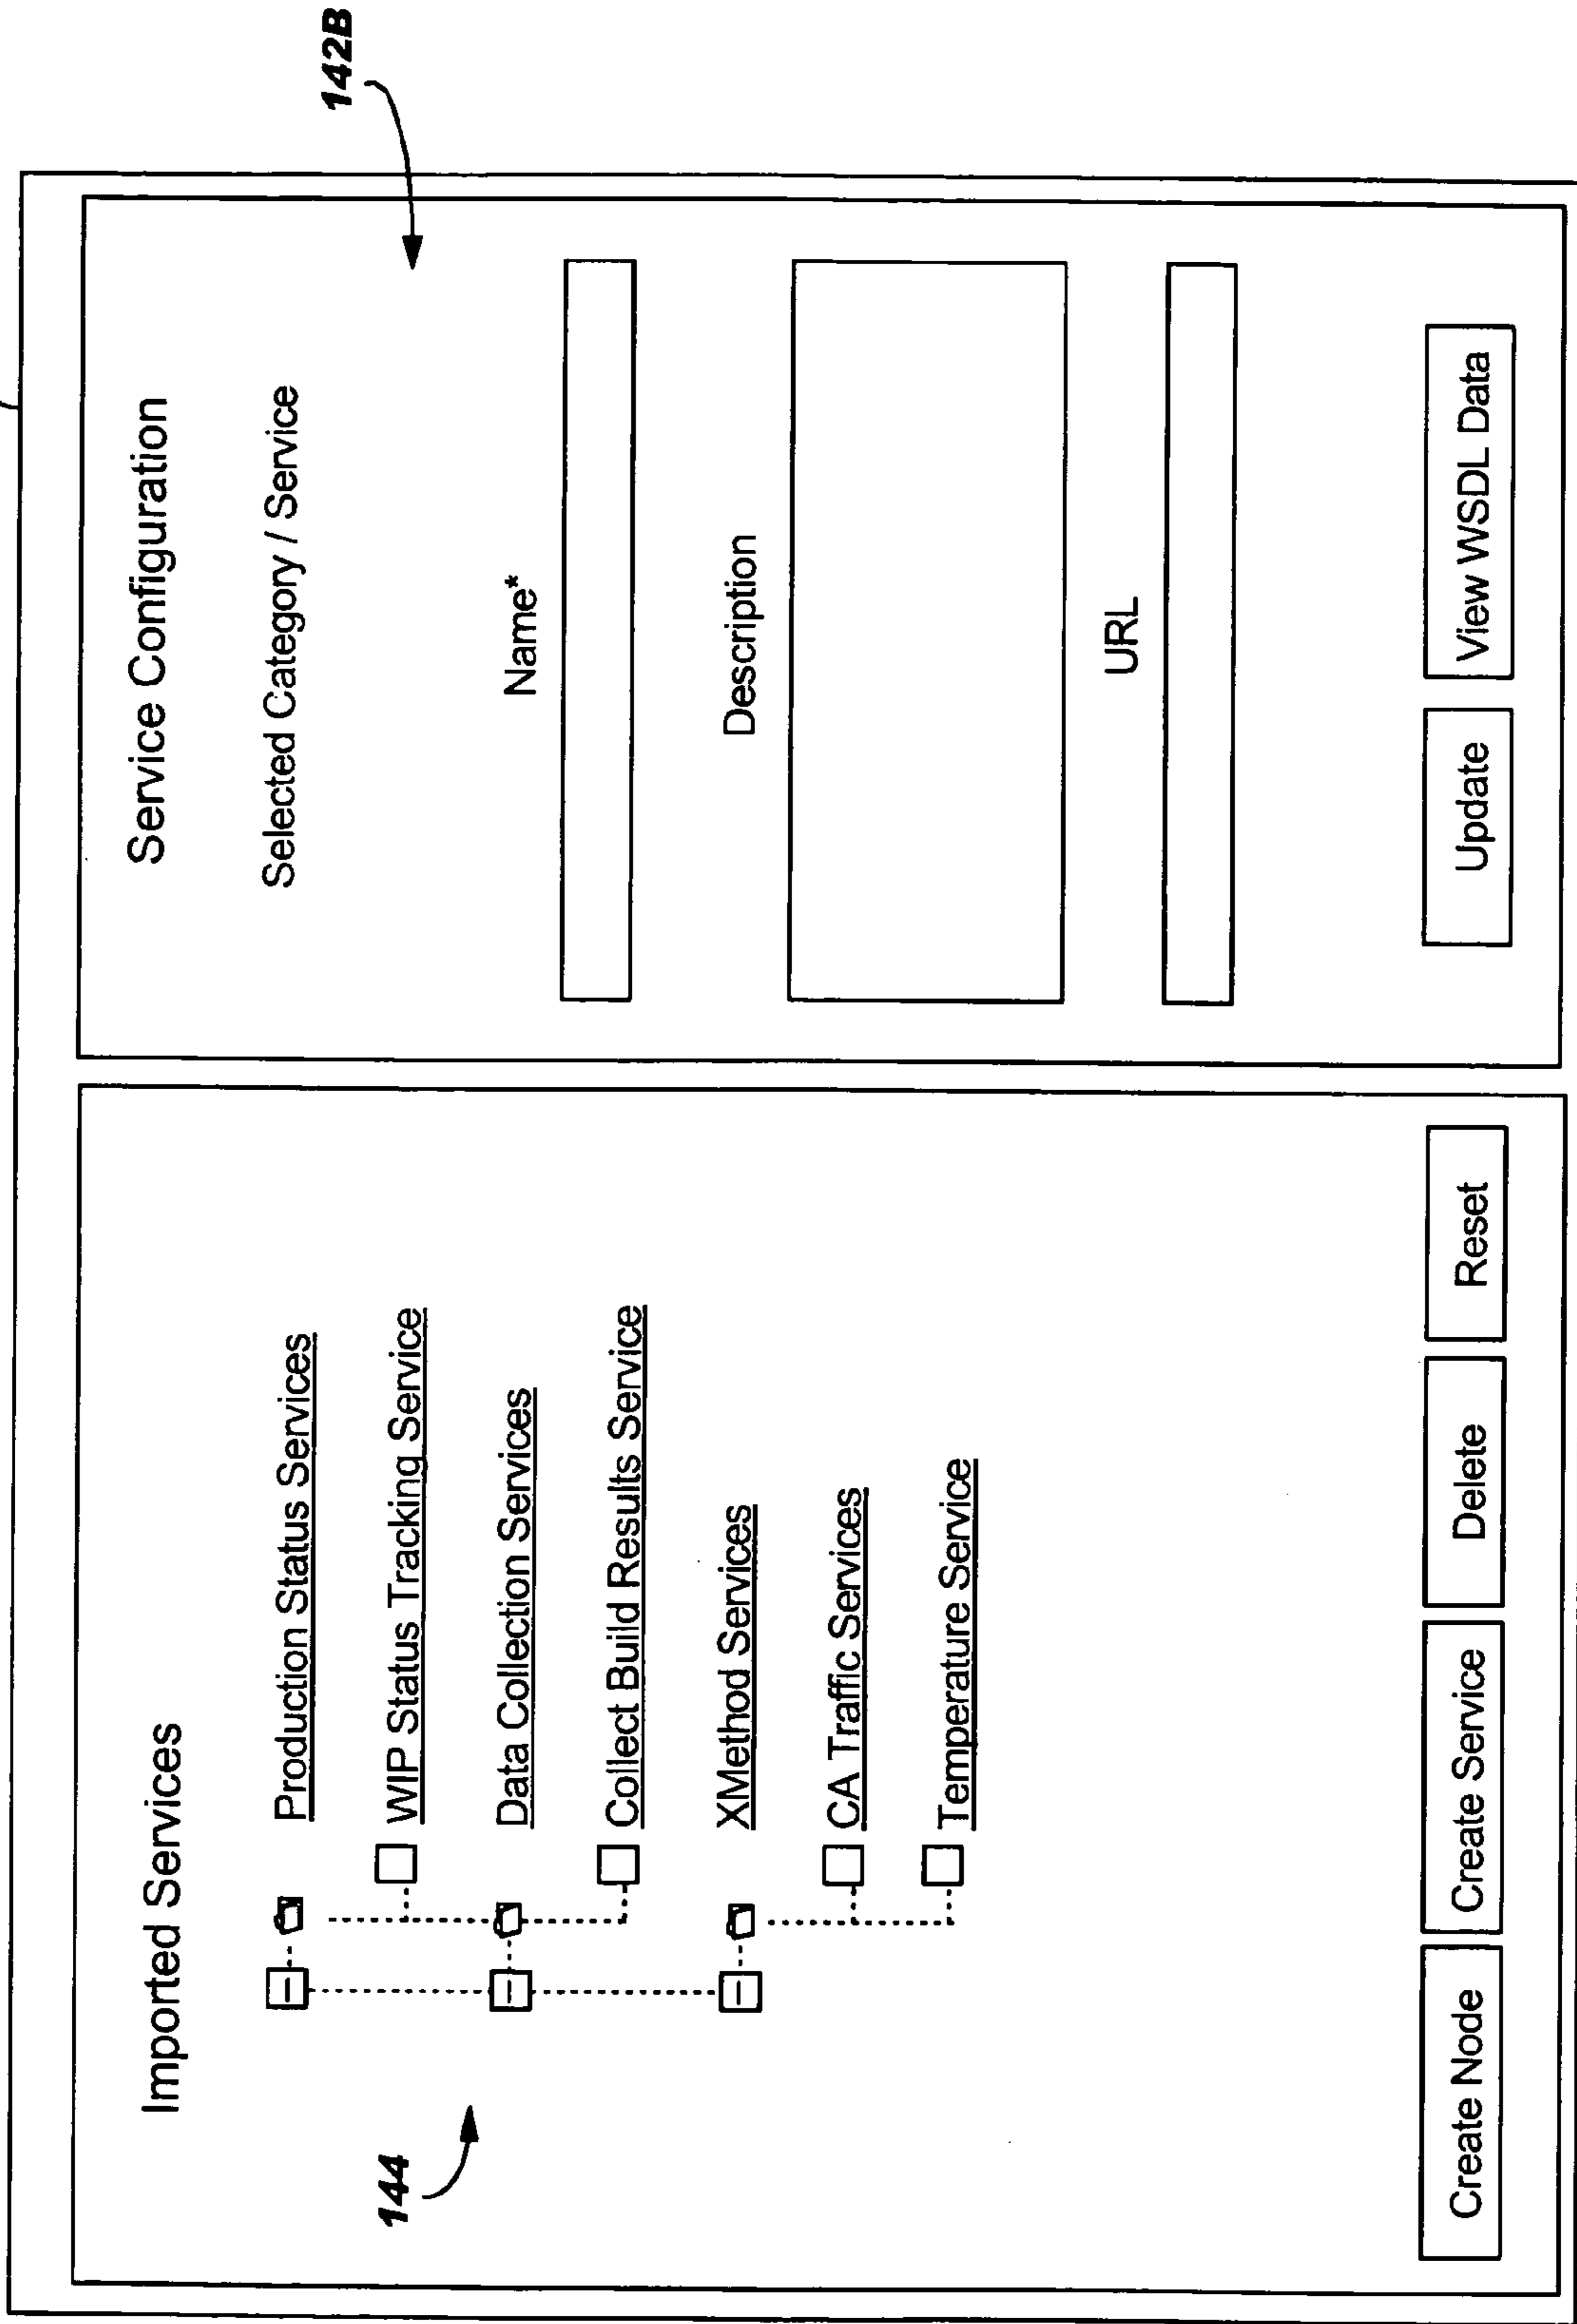 142B
Imported Services
144
Production Status Services
WIP Status Tracking Service
Data Collection Services
Collect Build Results Service
XMethod Services
CA Traffic Services
Temperature Service
Create Node
Create Service
Delete
Reset
Service Configuration
Selected Category / Service
Name*
Description
URL
Update
View WSDL Data